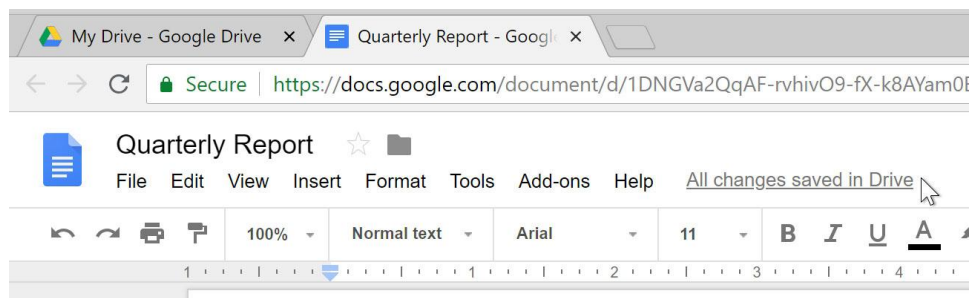 My Drive - Google Drive × Quarterly Report - Googl ×
Secure https://docs.google.com/document/d/1DNGVa2QqAF-rvhivO9-fX-k8AYam0
Quarterly Report
File Edit View Insert Format Tools Add-ons Help All changes saved in Drive
100% Normal text Arial 11 B I U A
1 1 2 3 4